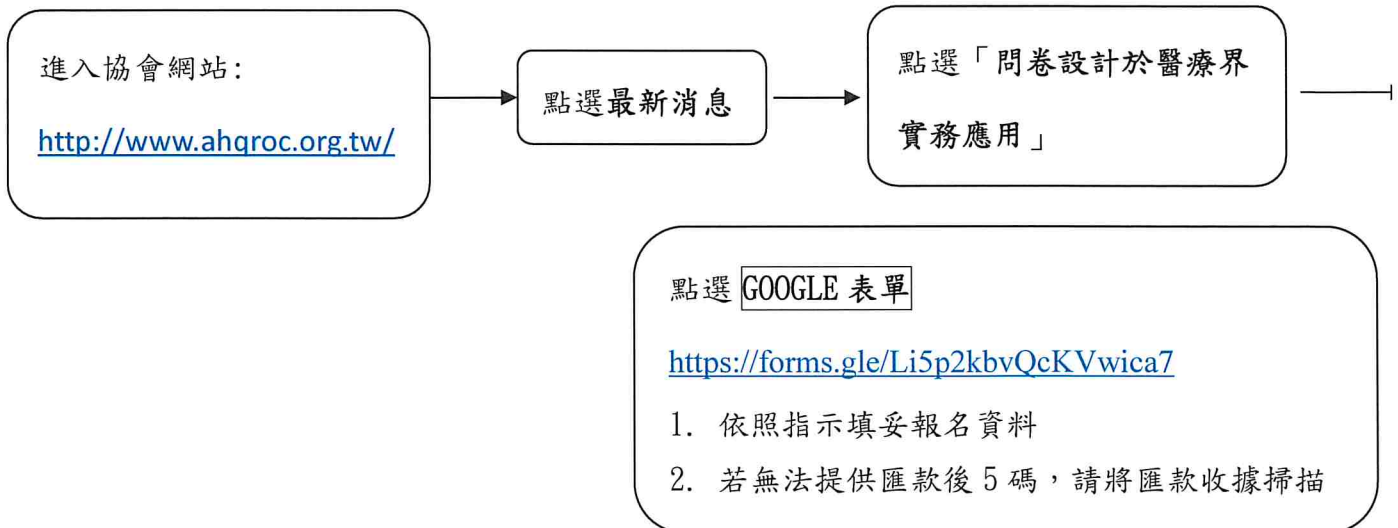 進入協會網站:
http://www.ahqroc.org.tw/
點選最新消息
點選「問卷設計於醫療界
實務應用」
點選 GOOGLE 表單
https://forms.gle/Li5p2kbvQcKVwica7
1. 依照指示填妥報名資料
2. 若無法提供匯款後 5 碼，請將匯款收據掃描